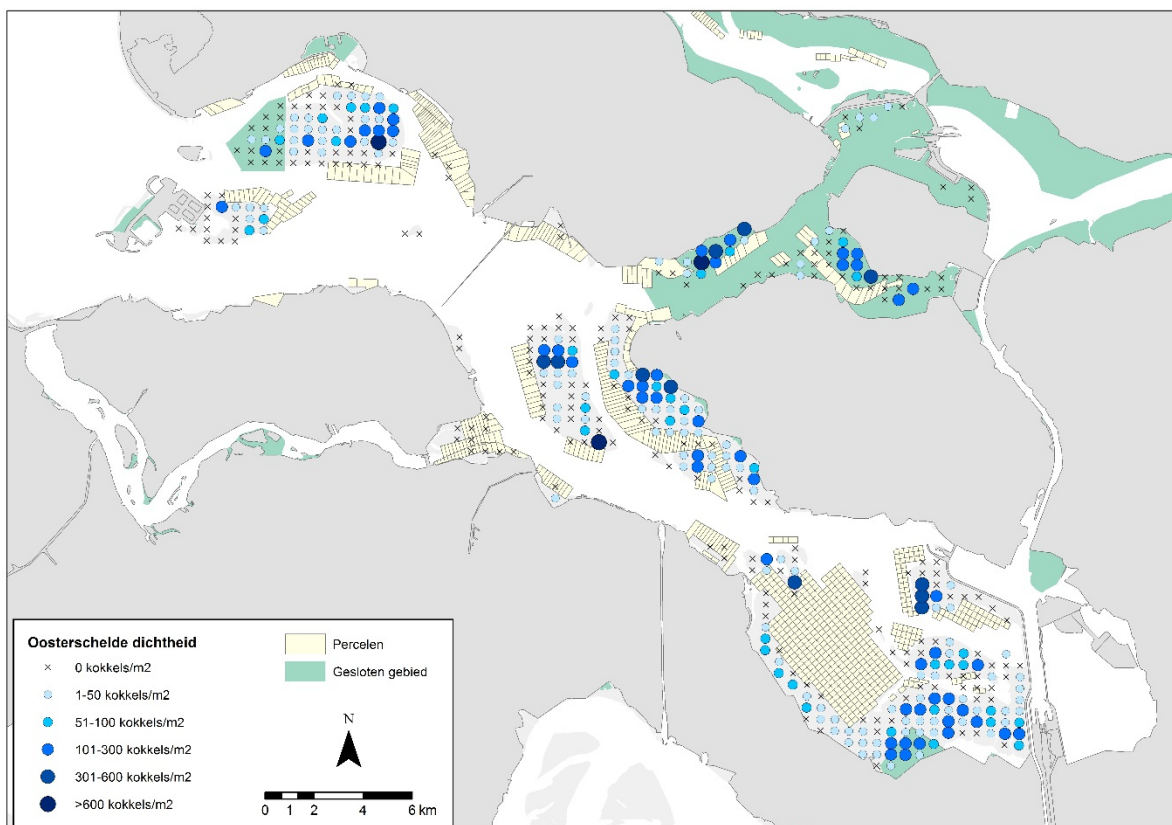 Oosterschelde dichtheid
0 kokkels/m2
1-50 kokkels/m2
51-100 kokkels/m2
101-300 kokkels/m2
301-600 kokkels/m2
>600 kokkels/m2
Percelen
Gesloten gebied
N
0 1 2 4 6 km